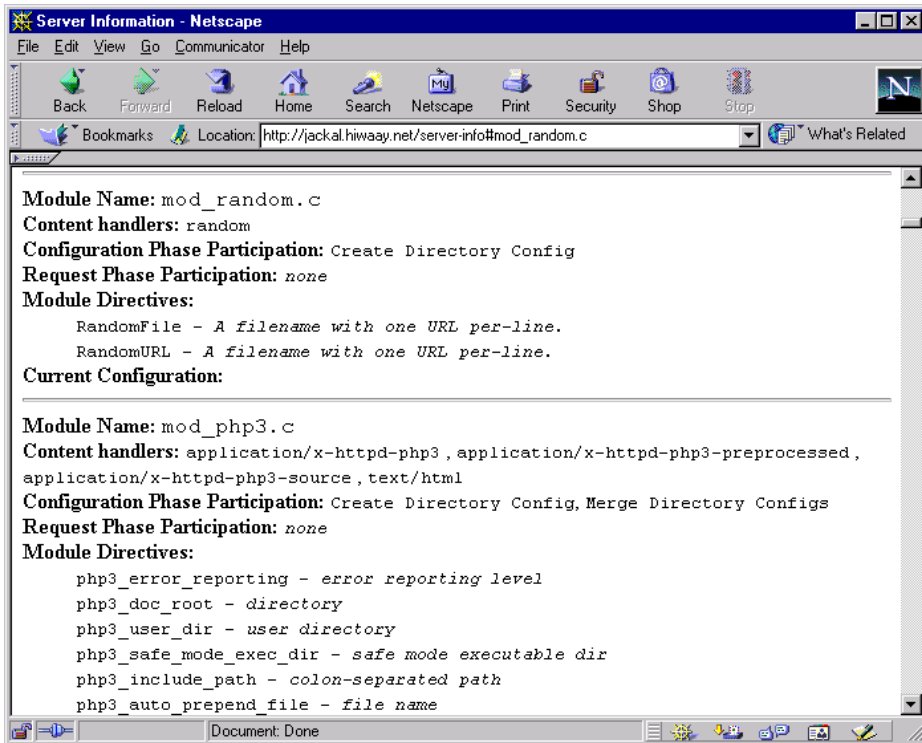 Server Information - Netscape
File Edit View Go Communicator Help
My
N
Back Forward Reload Home Search Netscape Print Security Shop Stop
Bookmarks Location: http://jackal.hiwaay.net/server-info#mod_random.c What's Related
Module Name: mod_random.c
Content handlers: random
Configuration Phase Participation: Create Directory Config
Request Phase Participation: none
Module Directives:
RandomFile - A filename with one URL per-line.
RandomURL - A filename with one URL per-line.
Current Configuration:
Module Name: mod_php3.c
Content handlers: application/x-httpd-php3 , application/x-httpd-php3-preprocessed ,
application/x-httpd-php3-source , text/html
Configuration Phase Participation: Create Directory Config, Merge Directory Configs
Request Phase Participation: none
Module Directives:
php3_error_reporting - error reporting level
php3_doc_root - directory
php3_user_dir - user directory
php3_safe_mode_exec_dir - safe mode executable dir
php3_include_path - colon-separated path
php3_auto_prepend_file - file name
Document: Done